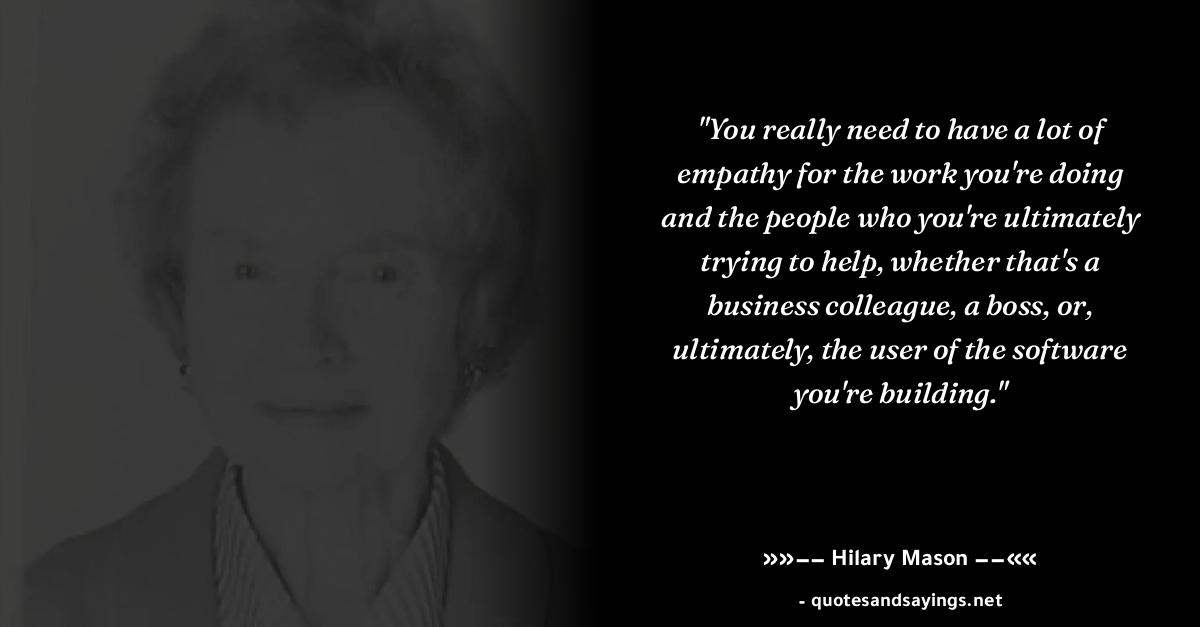 "You really need to have a lot of
empathy for the work you're doing
and the people who you're ultimately
trying to help, whether that's a
business colleague, a boss, or,
ultimately, the user of the software
you're building."
»»−− Hilary Mason −−««
- quotesandsayings.net